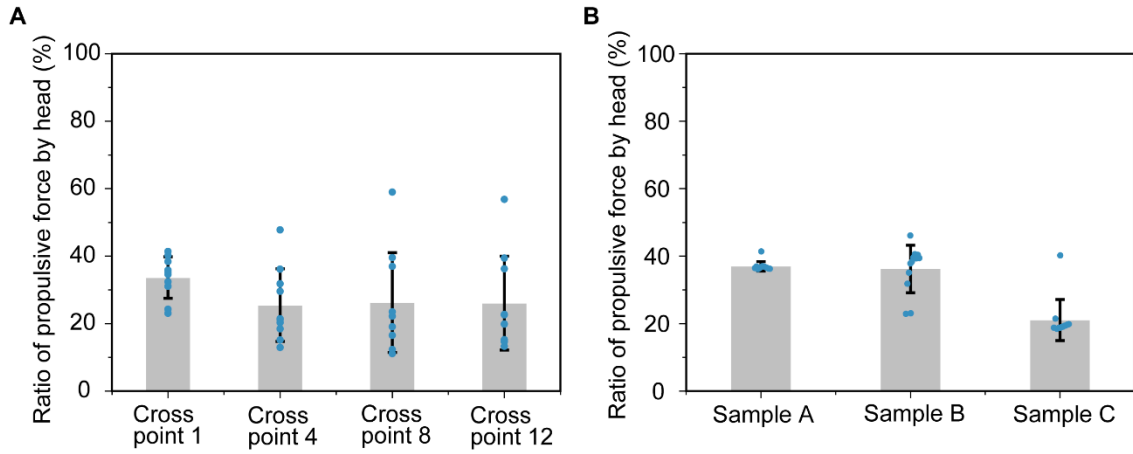 A
Ratio of propulsive force by head (%)
100
80
60
40
20
0
Cross
point 1
Cross
point 4
Cross
point 8
Cross
point 12
B
Ratio of propulsive force by head (%)
100
80
60
40
20
0
Sample A
Sample B
Sample C